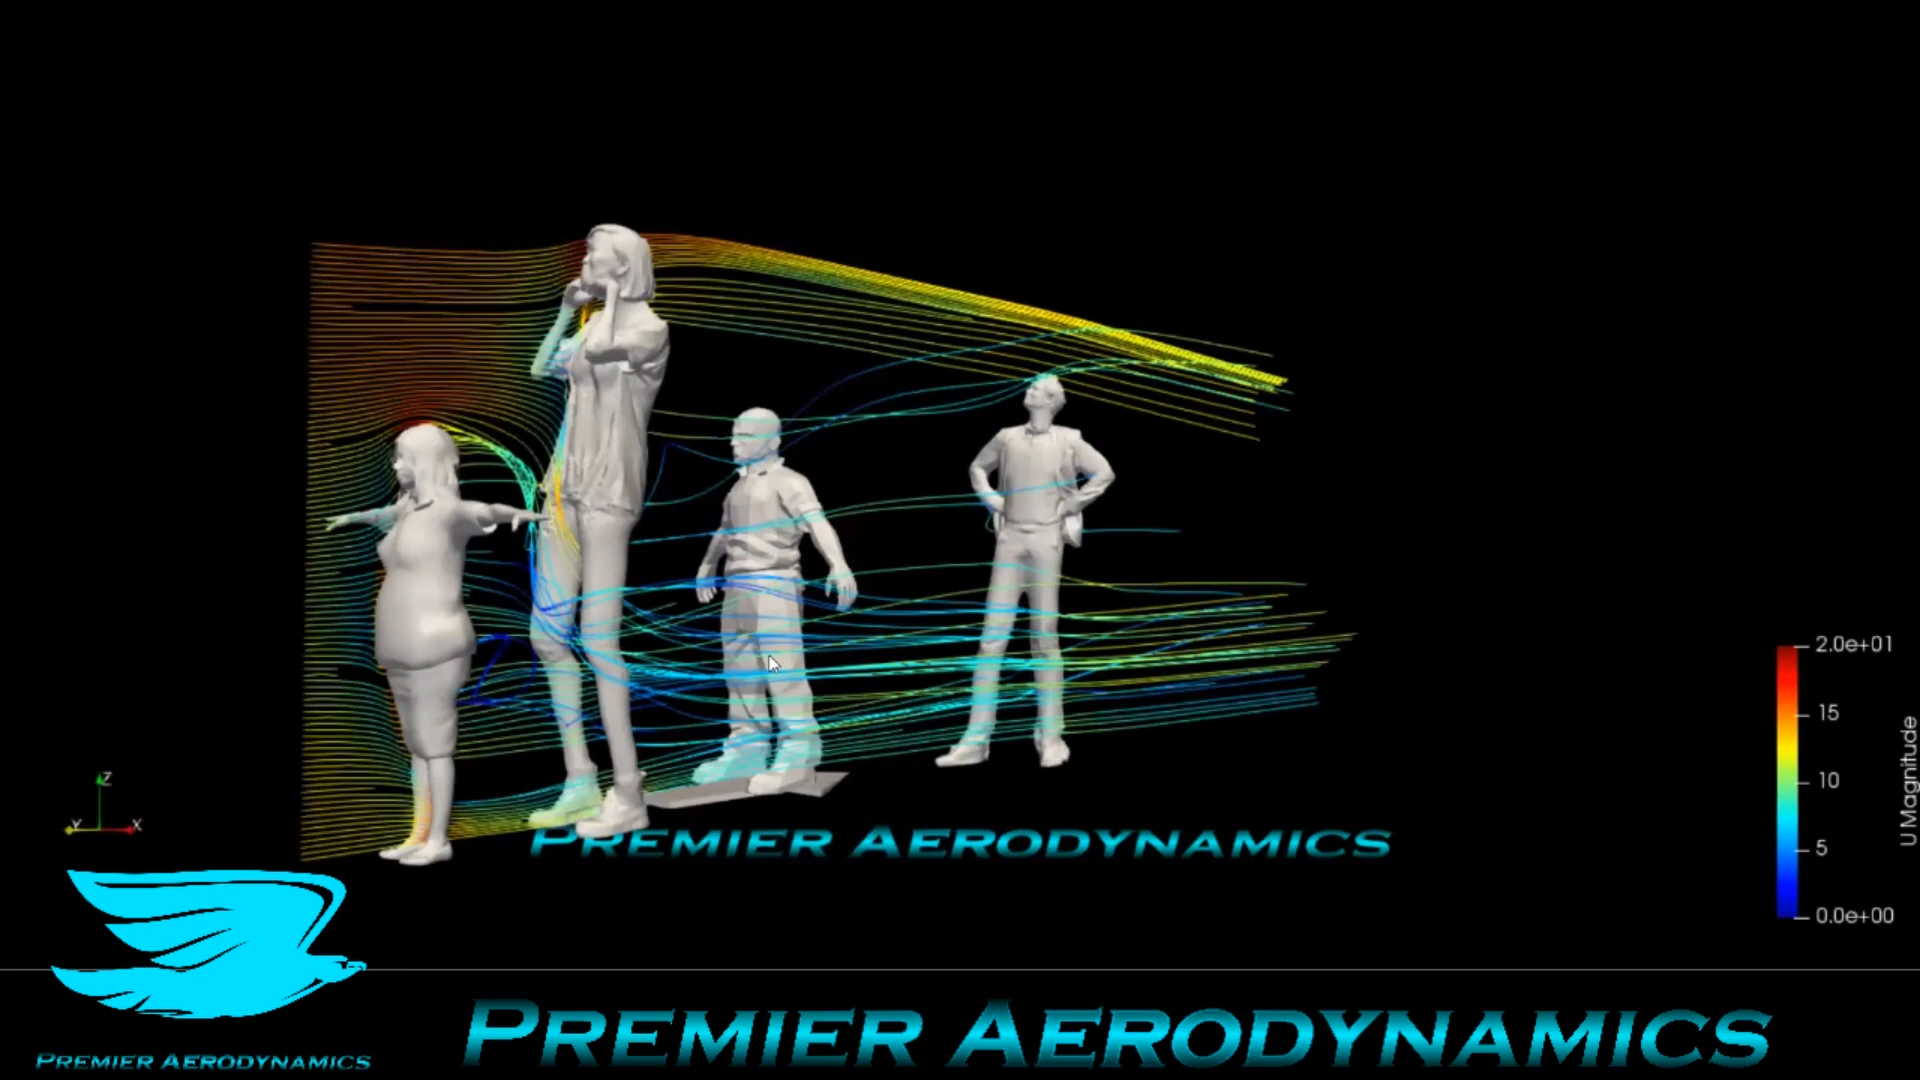 2.0e+01
15
10
5
0.0e+00
U Magnitude
Z
Y
X
PREMIER AERODYNAMICS
PREMIER AERODYNAMICS
PREMIER AERODYNAMICS